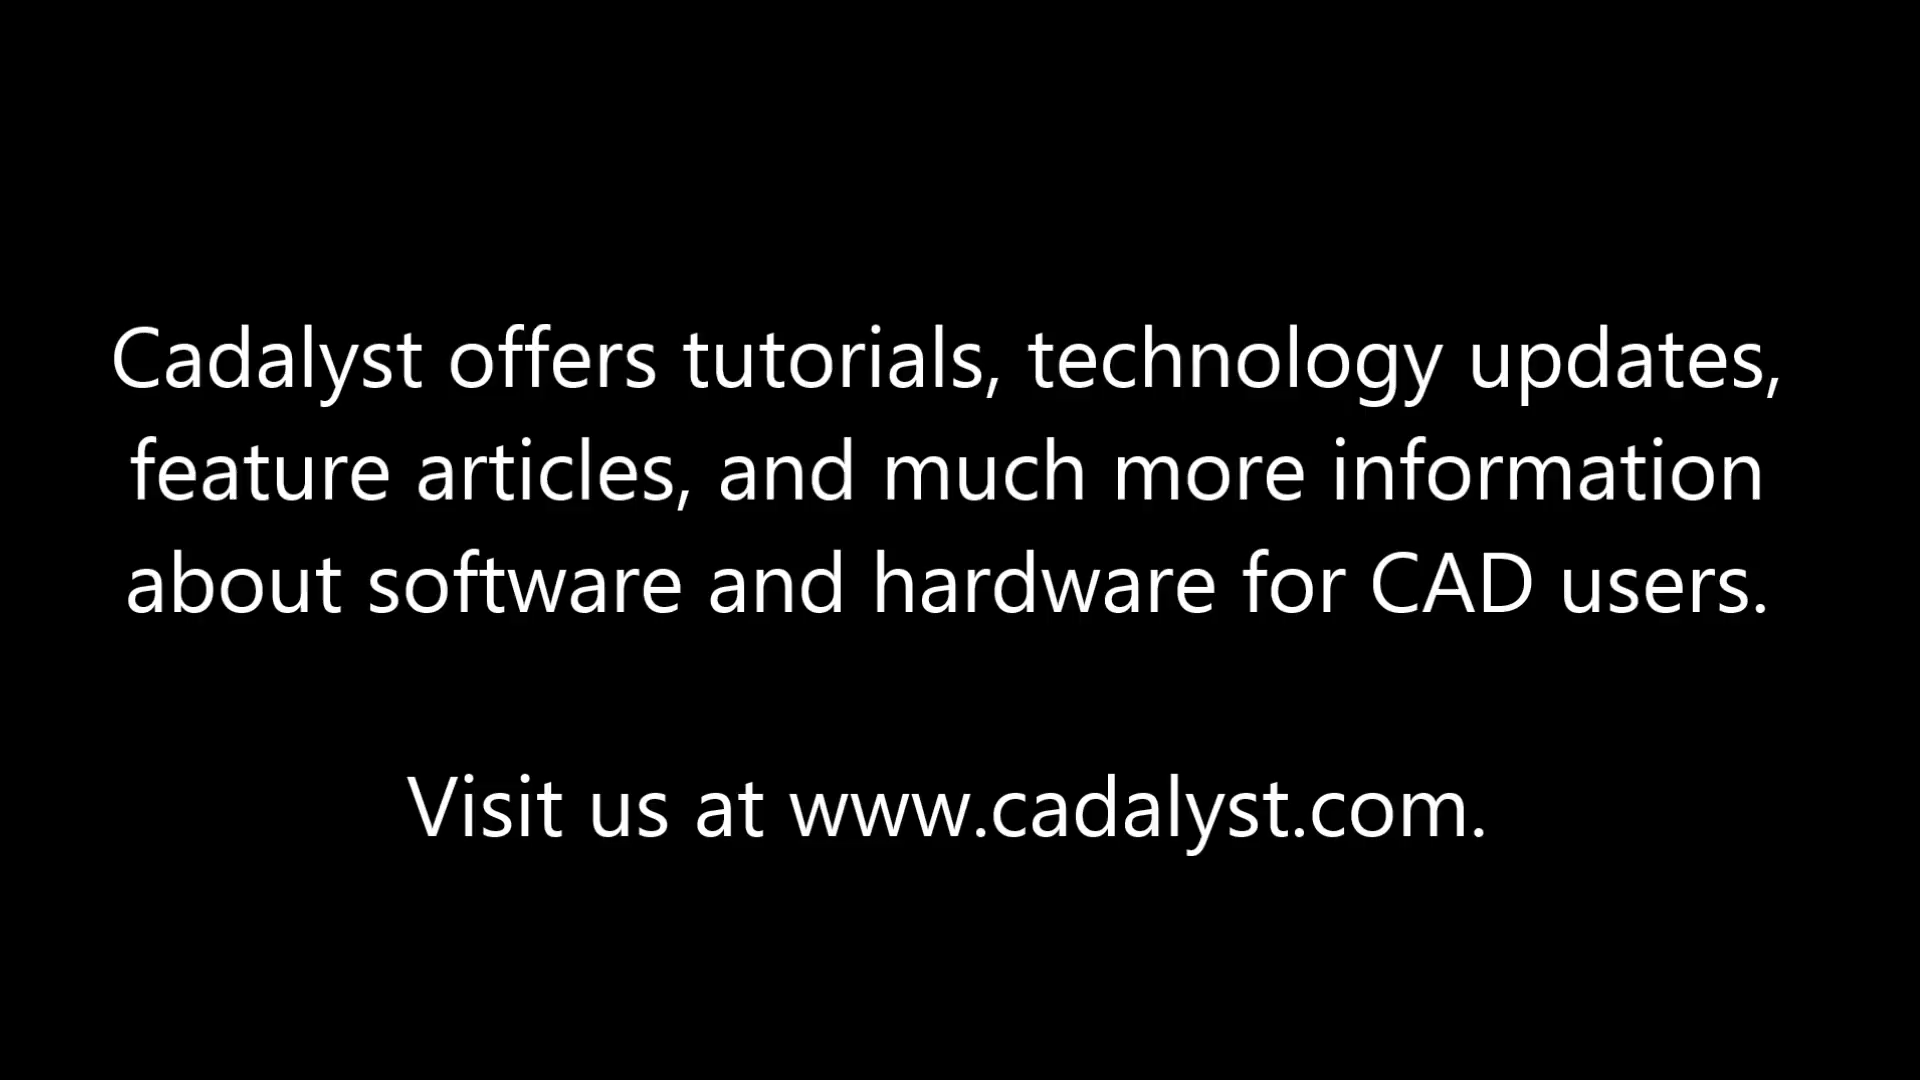 Cadalyst offers tutorials, technology updates,
feature articles, and much more information
about software and hardware for CAD users.
Visit us at www.cadalyst.com.